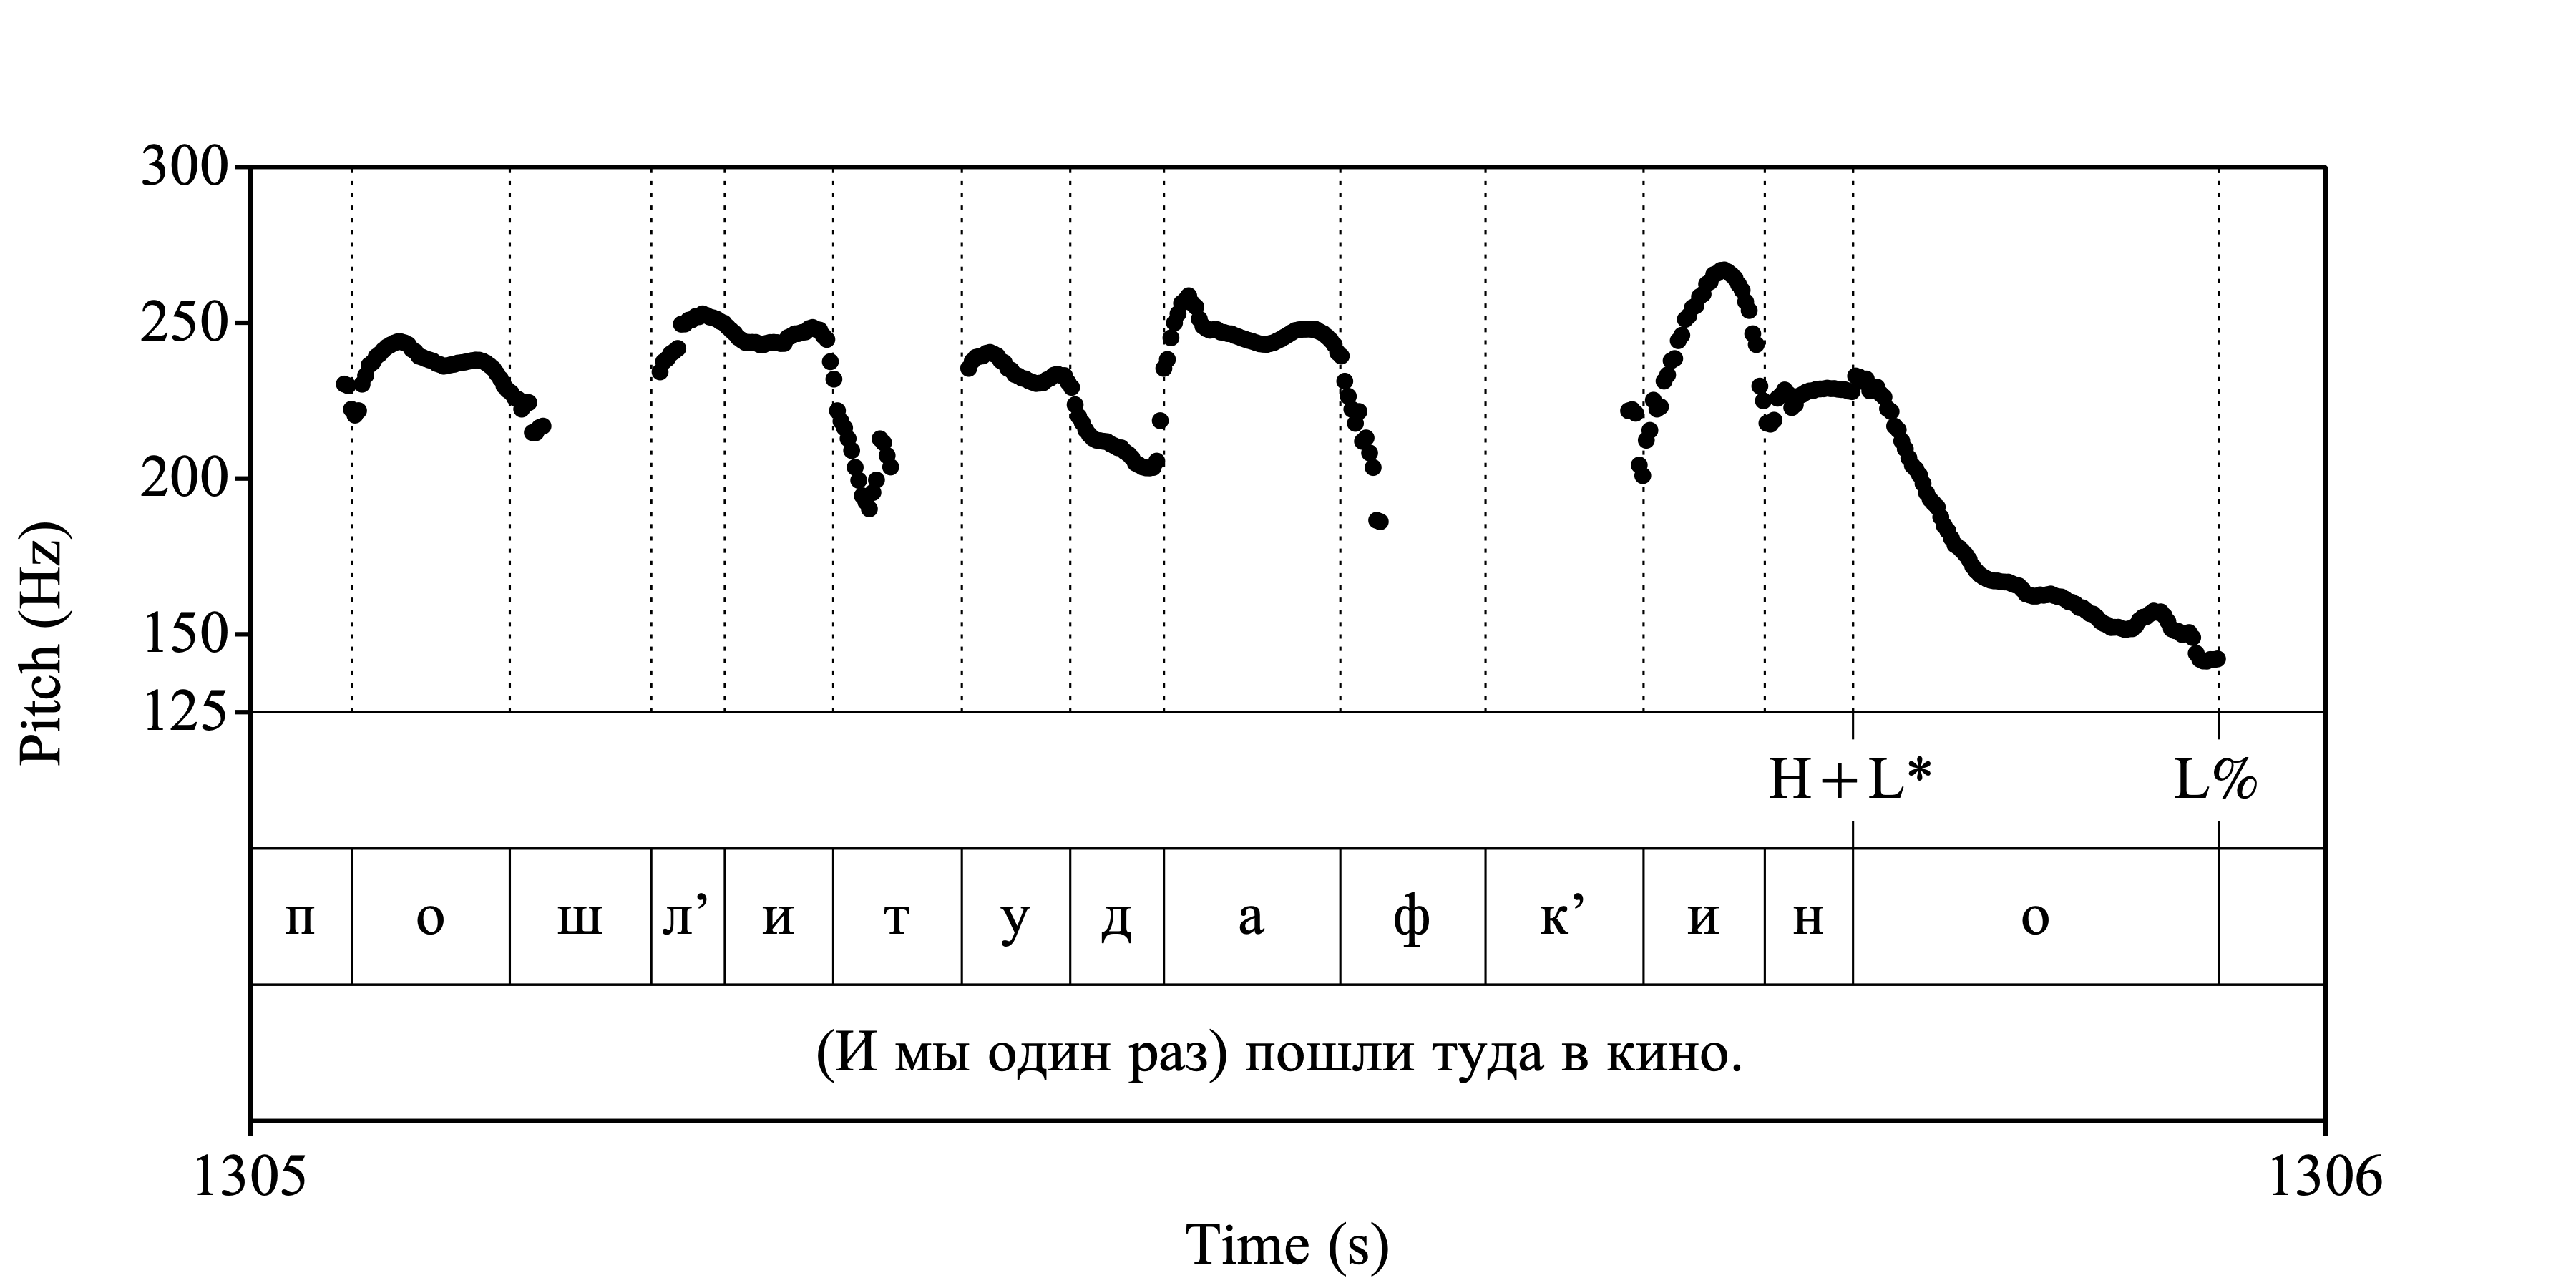 300
250
200
150
125
Pitch (Hz)
H+L* L%
п о ш л’ и т у д а ф к’ и н о
(И мы один раз) пошли туда в кино.
1305 1306
Time (s)